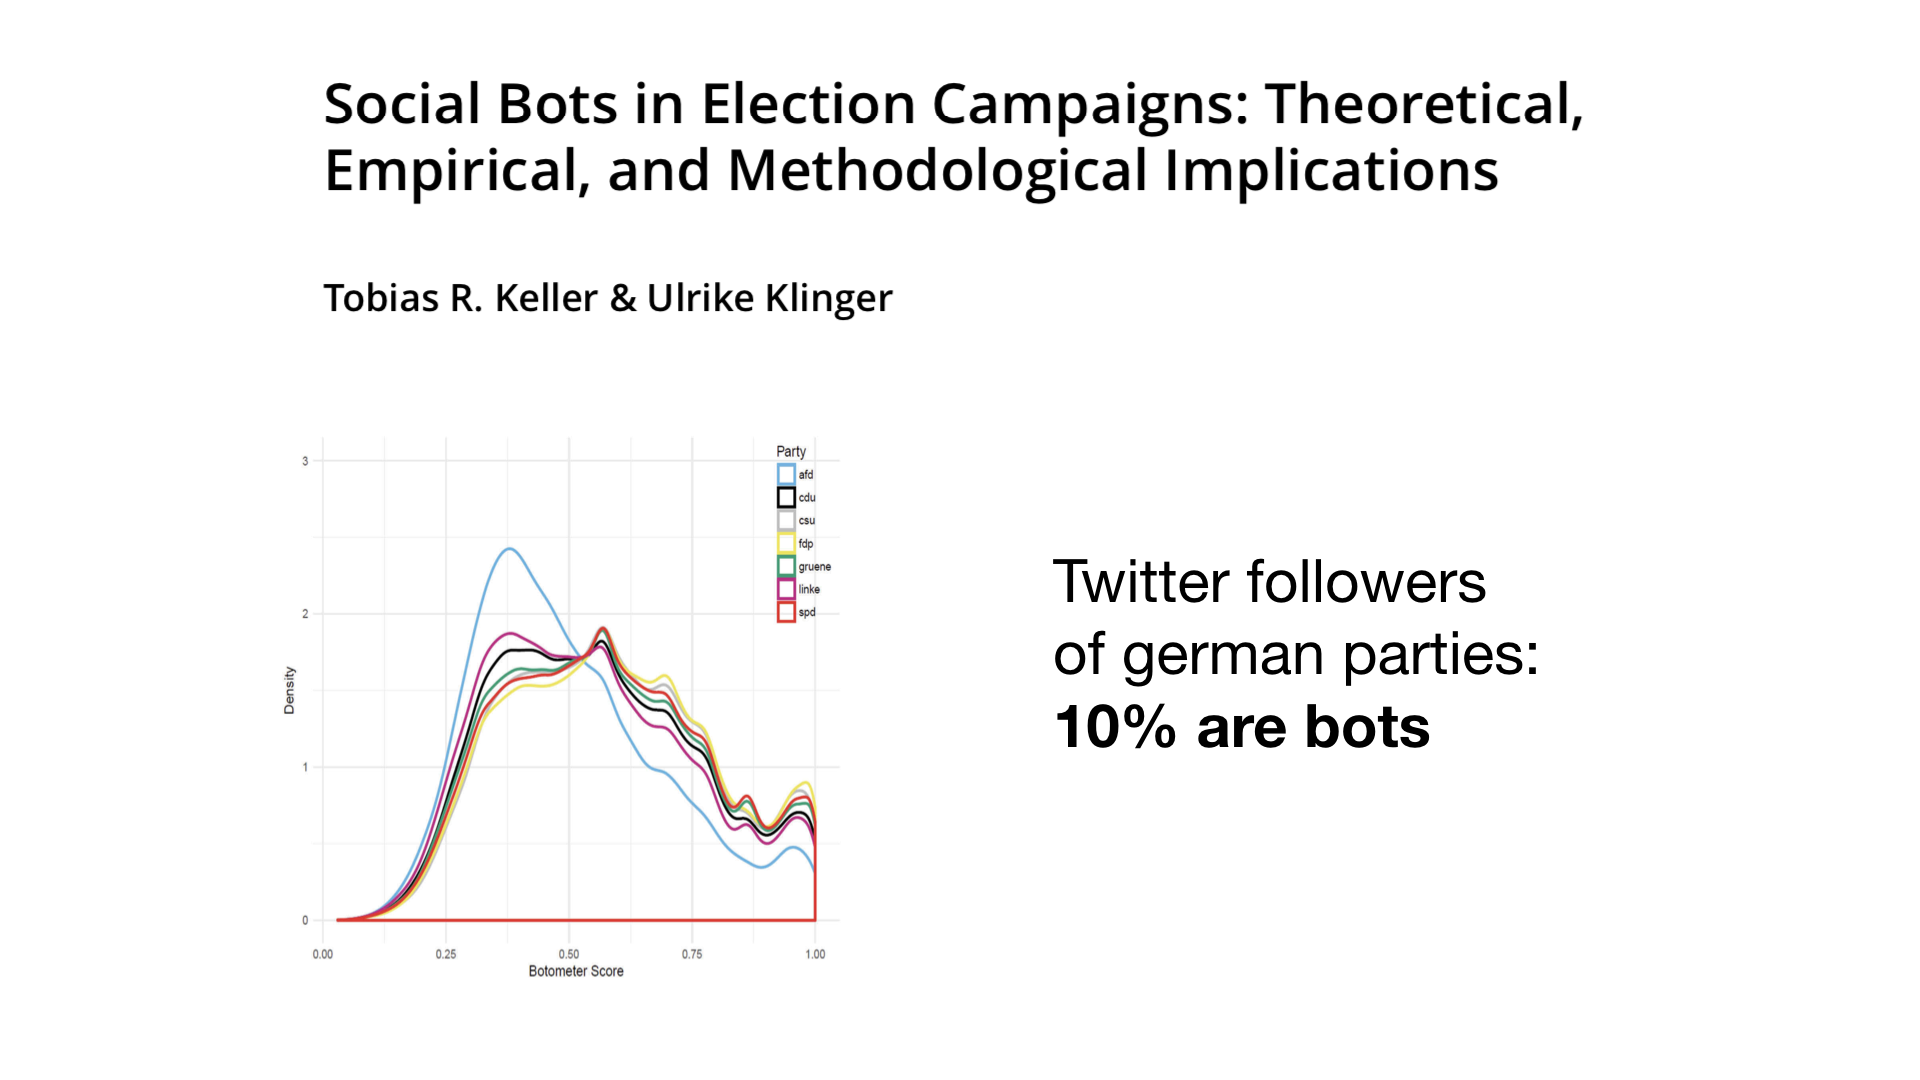 Social Bots in Election Campaigns: Theoretical,
Empirical, and Methodological Implications
Tobias R. Keller & Ulrike Klinger
Party
afd
cdu
csu
fdp
gruene
linke
spd
3
2
1
0
Density
0.00 0.25 0.50 0.75 1.00
Botometer Score
Twitter followers
of german parties:
10% are bots